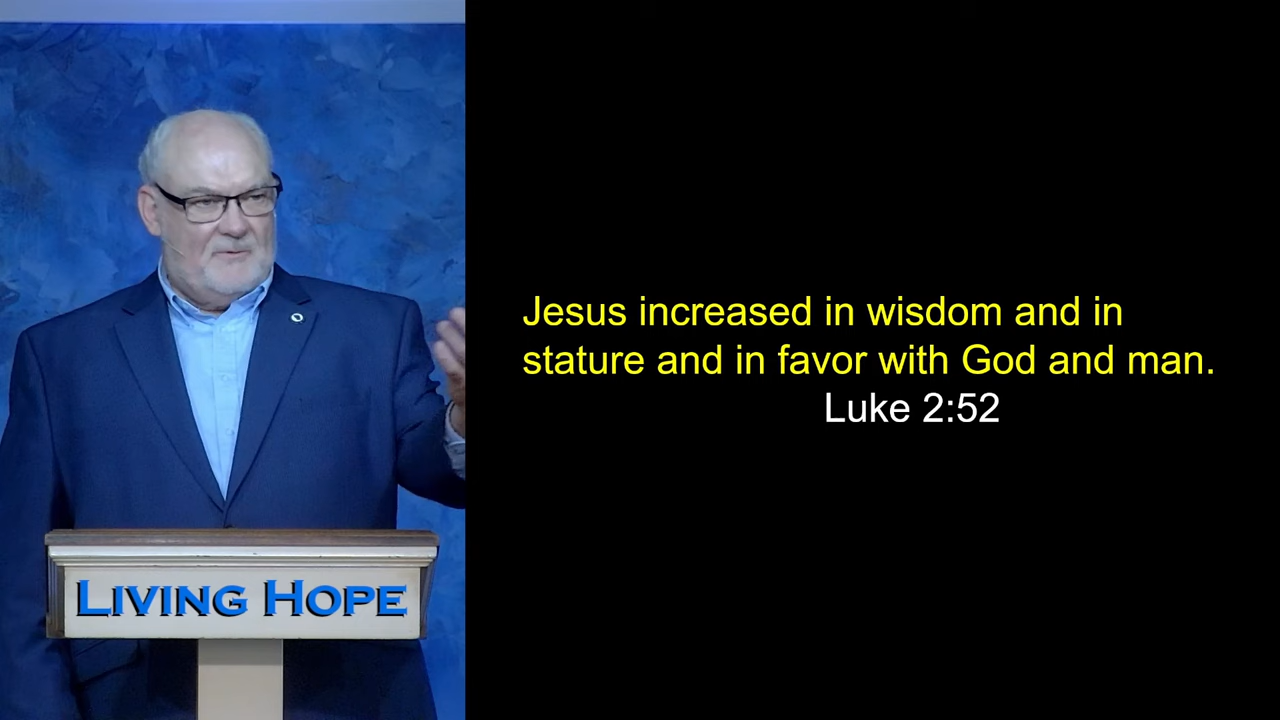 LIVING HOPE
Jesus increased in wisdom and in
stature and in favor with God and man.
Luke 2:52